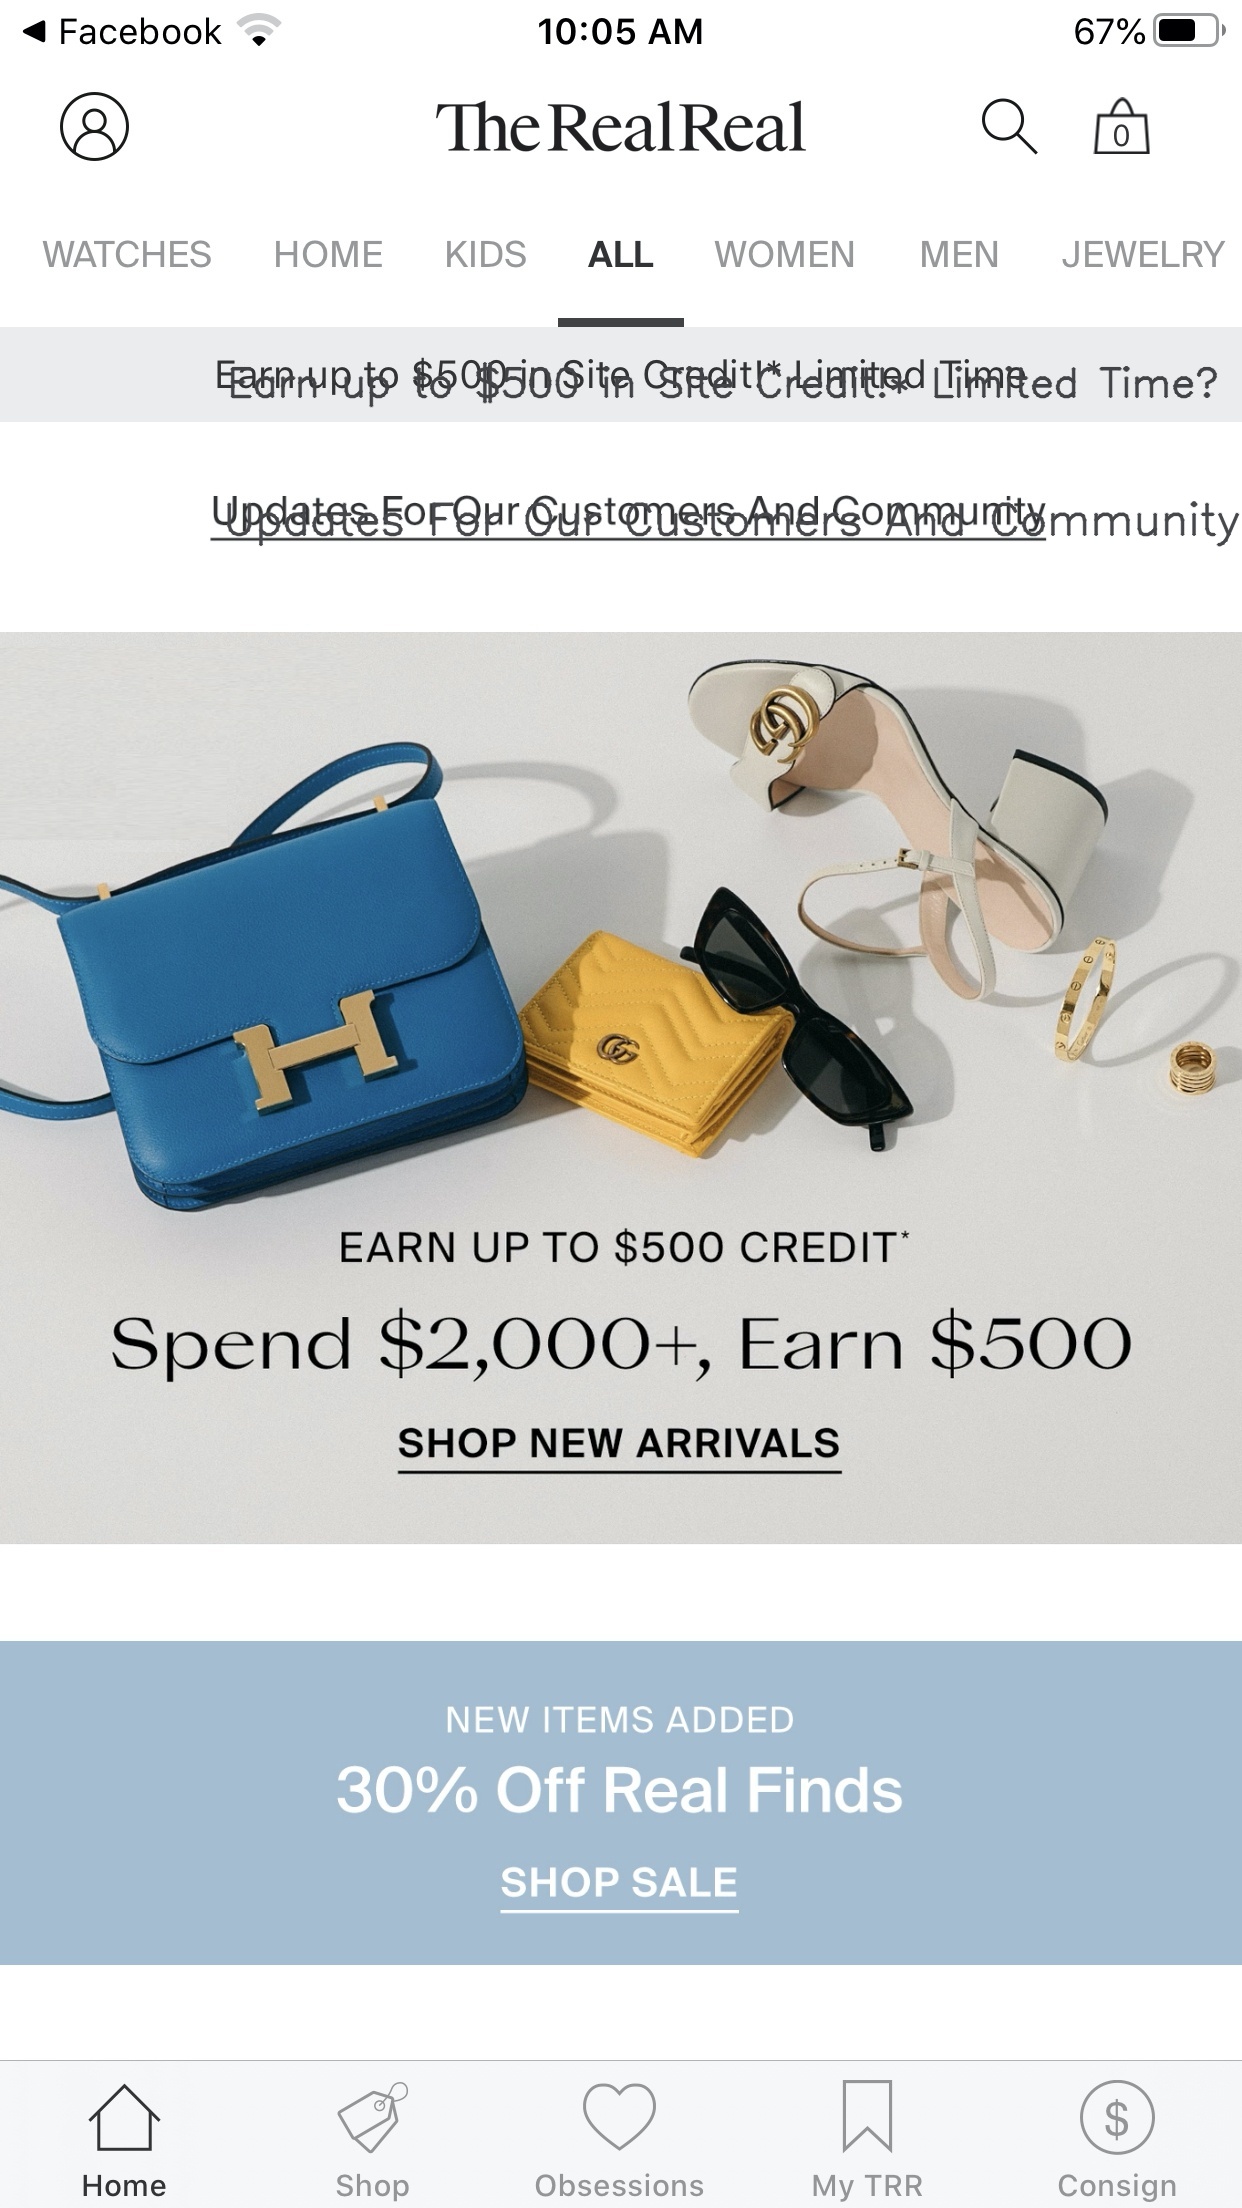 Facebook 10:05 AM 67%
TheRealReal 0
WATCHES HOME KIDS ALL WOMEN MEN JEWELRY
Earn up to $500 in Site Credit!* Limited Time
Earn up to $500 in Site Credit!* Limited Time?
Updates For Our Customers And Community
Updates For Our Customers And Community
EARN UP TO $500 CREDIT*
Spend $2,000+, Earn $500
SHOP NEW ARRIVALS
NEW ITEMS ADDED
30% Off Real Finds
SHOP SALE
$
Home Shop Obsessions My TRR Consign